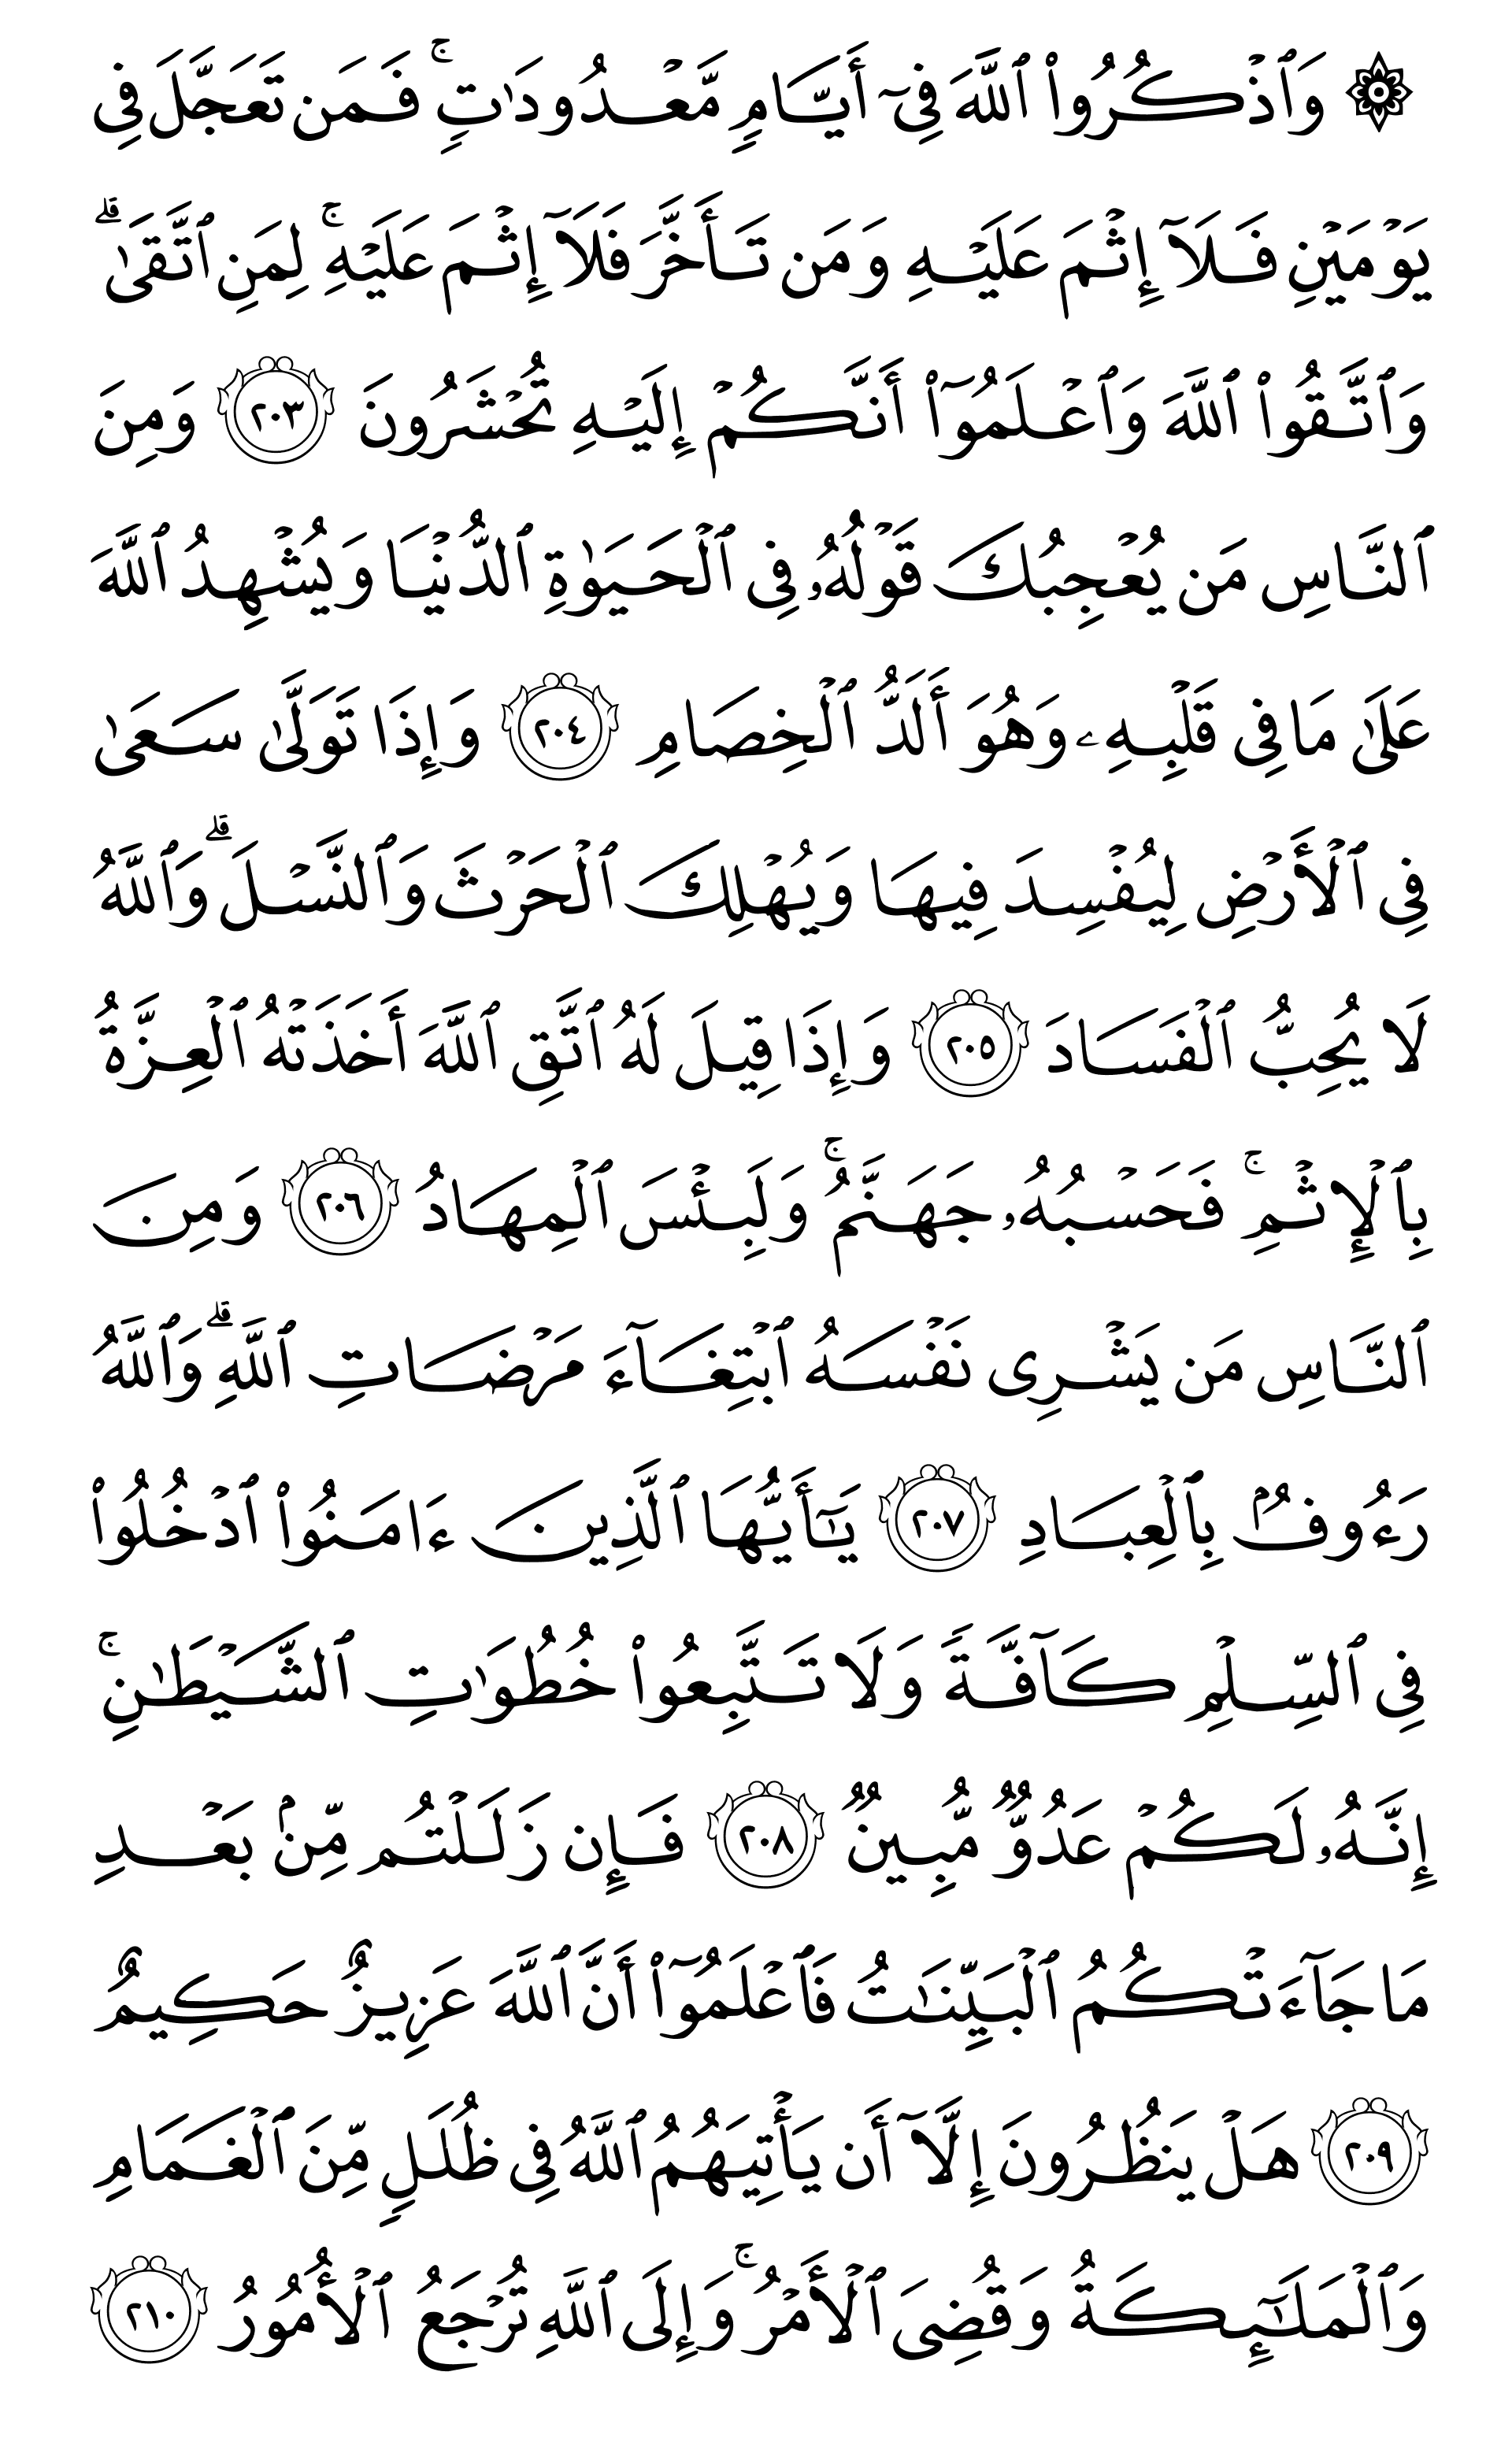 ۞ وَٱذۡكُرُواْ ٱللَّهَ فِيٓ أَيَّامٖ مَّعۡدُودَٰتٖۚ فَمَن تَعَجَّلَ فِي
يَوۡمَيۡنِ فَلَآ إِثۡمَ عَلَيۡهِ وَمَن تَأَخَّرَ فَلَآ إِثۡمَ عَلَيۡهِۚ لِمَنِ ٱتَّقَىٰۗ
وَٱتَّقُواْ ٱللَّهَ وَٱعۡلَمُوٓاْ أَنَّكُمۡ إِلَيۡهِ تُحۡشَرُونَ ٢٠٣ وَمِنَ
ٱلنَّاسِ مَن يُعۡجِبُكَ قَوۡلُهُۥ فِي ٱلۡحَيَوٰةِ ٱلدُّنۡيَا وَيُشۡهِدُ ٱللَّهَ
عَلَىٰ مَا فِي قَلۡبِهِۦ وَهُوَ أَلَدُّ ٱلۡخِصَامِ ٢٠٤ وَإِذَا تَوَلَّىٰ سَعَىٰ
فِي ٱلۡأَرۡضِ لِيُفۡسِدَ فِيهَا وَيُهۡلِكَ ٱلۡحَرۡثَ وَٱلنَّسۡلَۗ وَٱللَّهُ
لَا يُحِبُّ ٱلۡفَسَادَ ٢٠٥ وَإِذَا قِيلَ لَهُ ٱتَّقِ ٱللَّهَ أَخَذَتۡهُ ٱلۡعِزَّةُ
بِٱلۡإِثۡمِۚ فَحَسۡبُهُۥ جَهَنَّمُۚ وَلَبِئۡسَ ٱلۡمِهَادُ ٢٠٦ وَمِنَ
ٱلنَّاسِ مَن يَشۡرِي نَفۡسَهُ ٱبۡتِغَآءَ مَرۡضَاتِ ٱللَّهِۗ وَٱللَّهُ
رَءُوفُۢ بِٱلۡعِبَادِ ٢٠٧ يَٰٓأَيُّهَا ٱلَّذِينَ ءَامَنُواْ ٱدۡخُلُواْ
فِي ٱلسِّلۡمِ كَآفَّةٗ وَلَا تَتَّبِعُواْ خُطُوَٰتِ ٱلشَّيۡطَٰنِۚ
إِنَّهُۥ لَكُمۡ عَدُوّٞ مُّبِينٞ ٢٠٨ فَإِن زَلَلۡتُم مِّنۢ بَعۡدِ
مَا جَآءَتۡكُمُ ٱلۡبَيِّنَٰتُ فَٱعۡلَمُوٓاْ أَنَّ ٱللَّهَ عَزِيزٌ حَكِيمٌ
٢٠٩ هَلۡ يَنظُرُونَ إِلَّآ أَن يَأۡتِيَهُمُ ٱللَّهُ فِي ظُلَلٖ مِّنَ ٱلۡغَمَامِ
وَٱلۡمَلَٰٓئِكَةُ وَقُضِيَ ٱلۡأَمۡرُۚ وَإِلَى ٱللَّهِ تُرۡجَعُ ٱلۡأُمُورُ ٢١٠